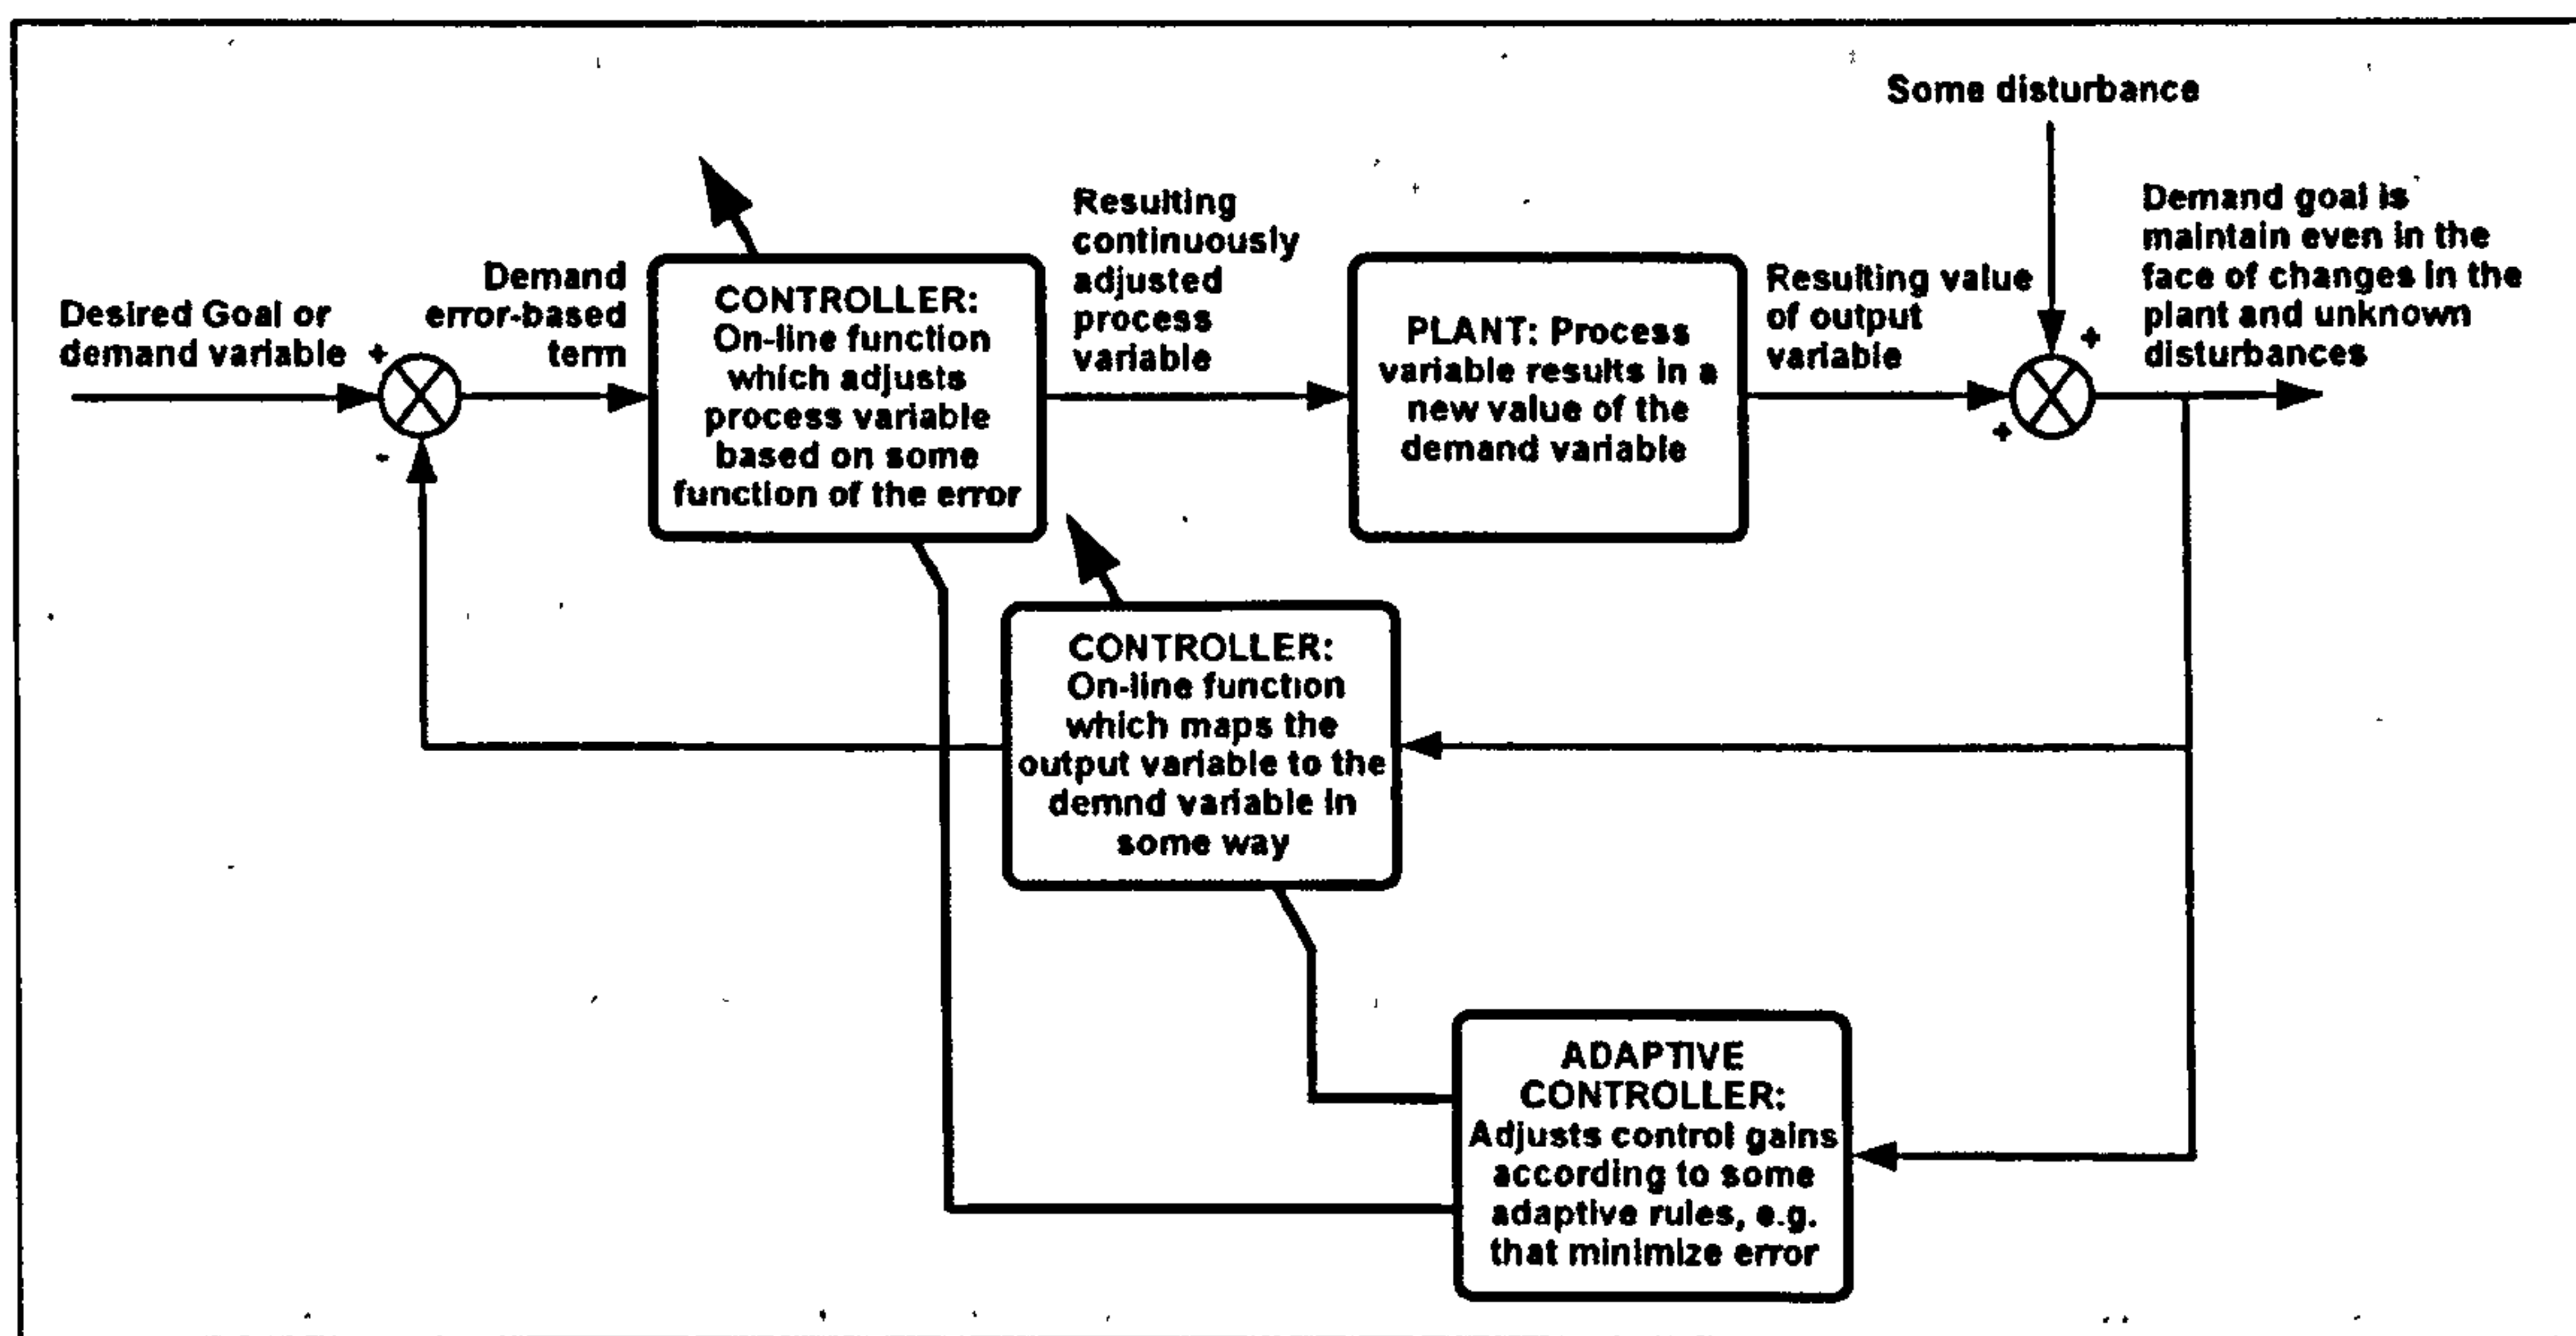 Some disturbance
Desired Goal or
demand variable
+
-
Demand
error-based
term
CONTROLLER:
On-line function
which adjusts
process variable
based on some
function of the error
Resulting
continuously
adjusted
process
variable
PLANT: Process
variable results in a
new value of the
demand variable
Resulting value
of output
variable
+
+
Demand goal is
maintain even in the
face of changes in the
plant and unknown
disturbances
CONTROLLER:
On-line function
which maps the
output variable to the
demnd variable in
some way
ADAPTIVE
CONTROLLER:
Adjusts control gains
according to some
adaptive rules, e.g.
that minimize error